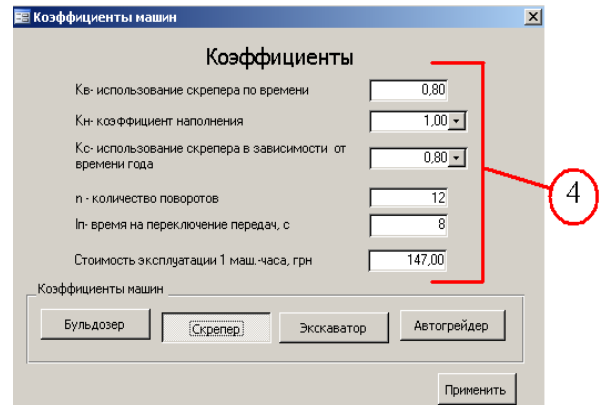 Коэффициенты машин
Коэффициенты
Кв- использование скрепера по времени 0,80
Кн- коэффициент наполнения 1,00
Кс- использование скрепера в зависимости от
времени года 0,80
n - количество поворотов 12
lп- время на переключение передач, с 8
Стоимость эксплуатации 1 маш.-часа, грн 147,00
4
Коэффициенты машин
Бульдозер Скрепер Экскаватор Автогрейдер
Применить